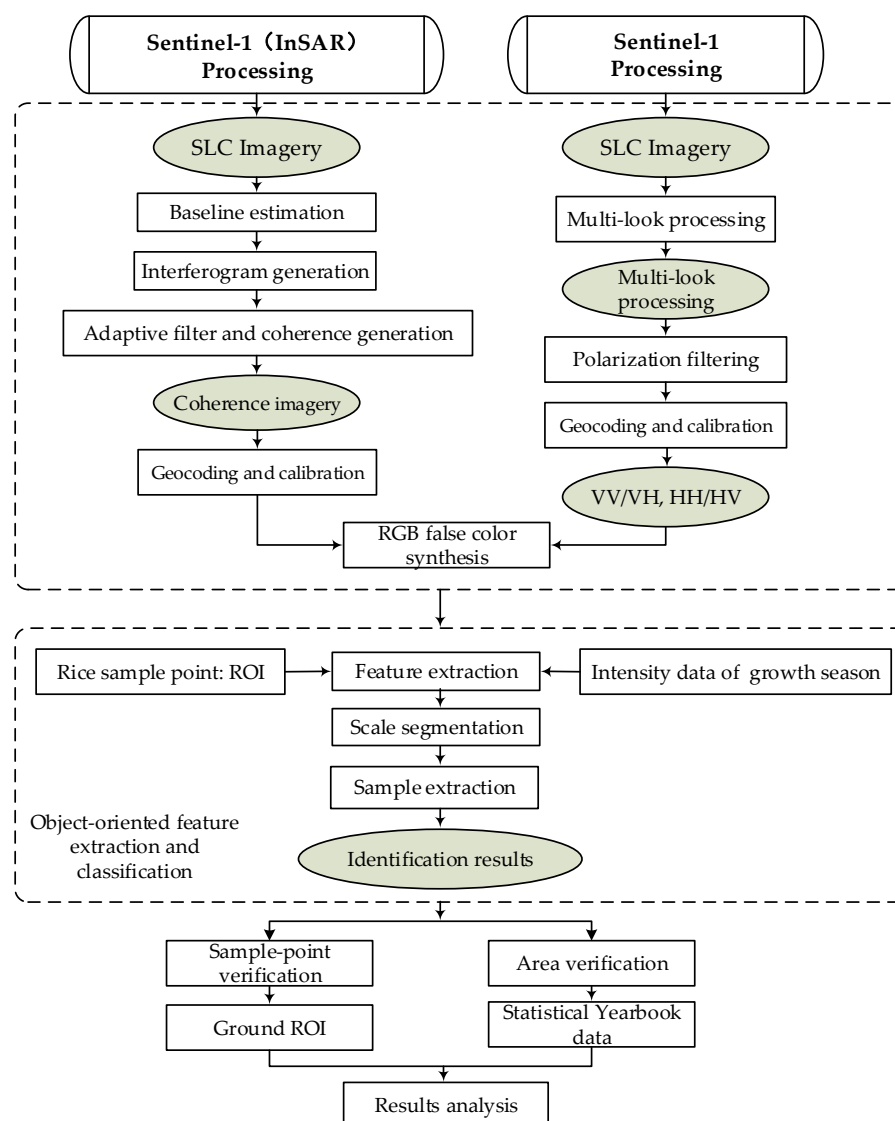 Sentinel-1（InSAR）
Processing
Sentinel-1
Processing
SLC Imagery
Baseline estimation
Interferogram generation
Adaptive filter and coherence generation
Coherence imagery
Geocoding and calibration
SLC Imagery
Multi-look processing
Multi-look
processing
Polarization filtering
Geocoding and calibration
VV/VH, HH/HV
RGB false color
synthesis
Rice sample point: ROI
Feature extraction
Intensity data of growth season
Scale segmentation
Sample extraction
Object-oriented feature
extraction and
classification
Identification results
Sample-point
verification
Area verification
Ground ROI
Statistical Yearbook
data
Results analysis